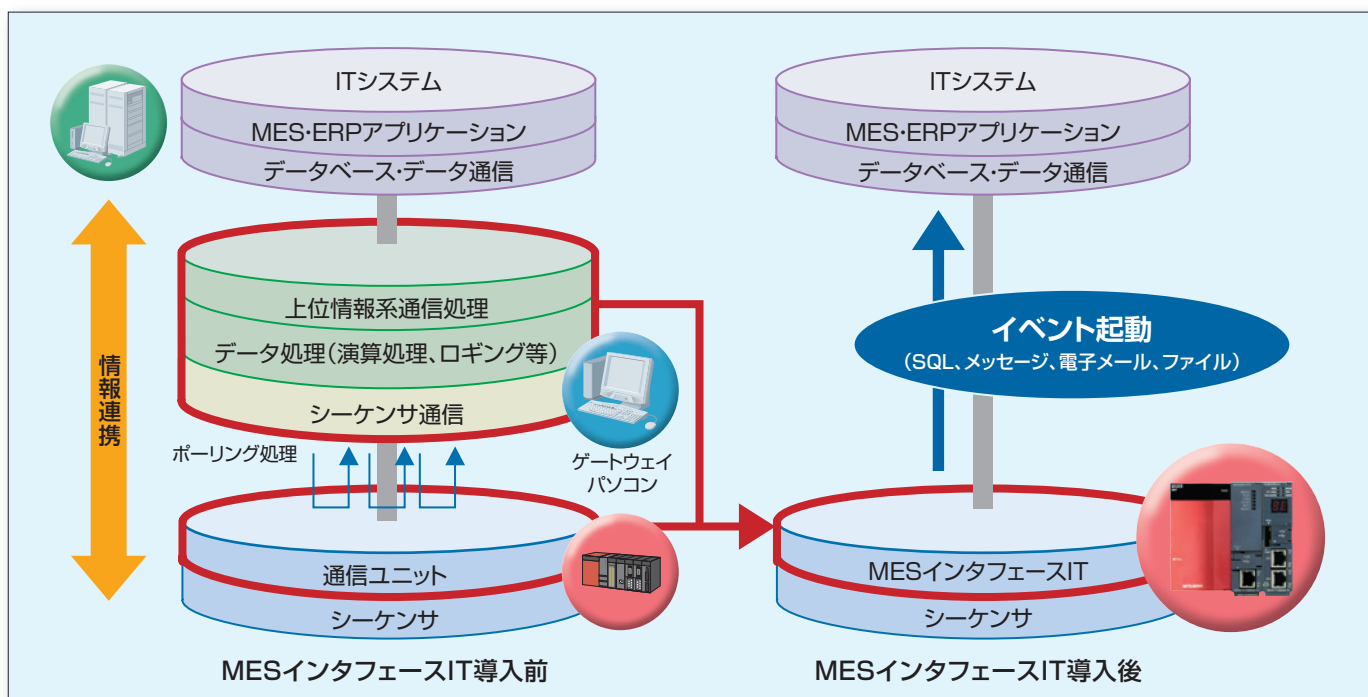 ITシステム
MES・ERPアプリケーション
データベース・データ通信
上位情報系通信処理
データ処理（演算処理、ロギング等）
シーケンサ通信
ポーリング処理
ゲートウェイ
パソコン
通信ユニット
シーケンサ
情報連携
MESインタフェースIT導入前
ITシステム
MES・ERPアプリケーション
データベース・データ通信
イベント起動
（SQL、メッセージ、電子メール、ファイル）
MESインタフェースIT
シーケンサ
MESインタフェースIT導入後